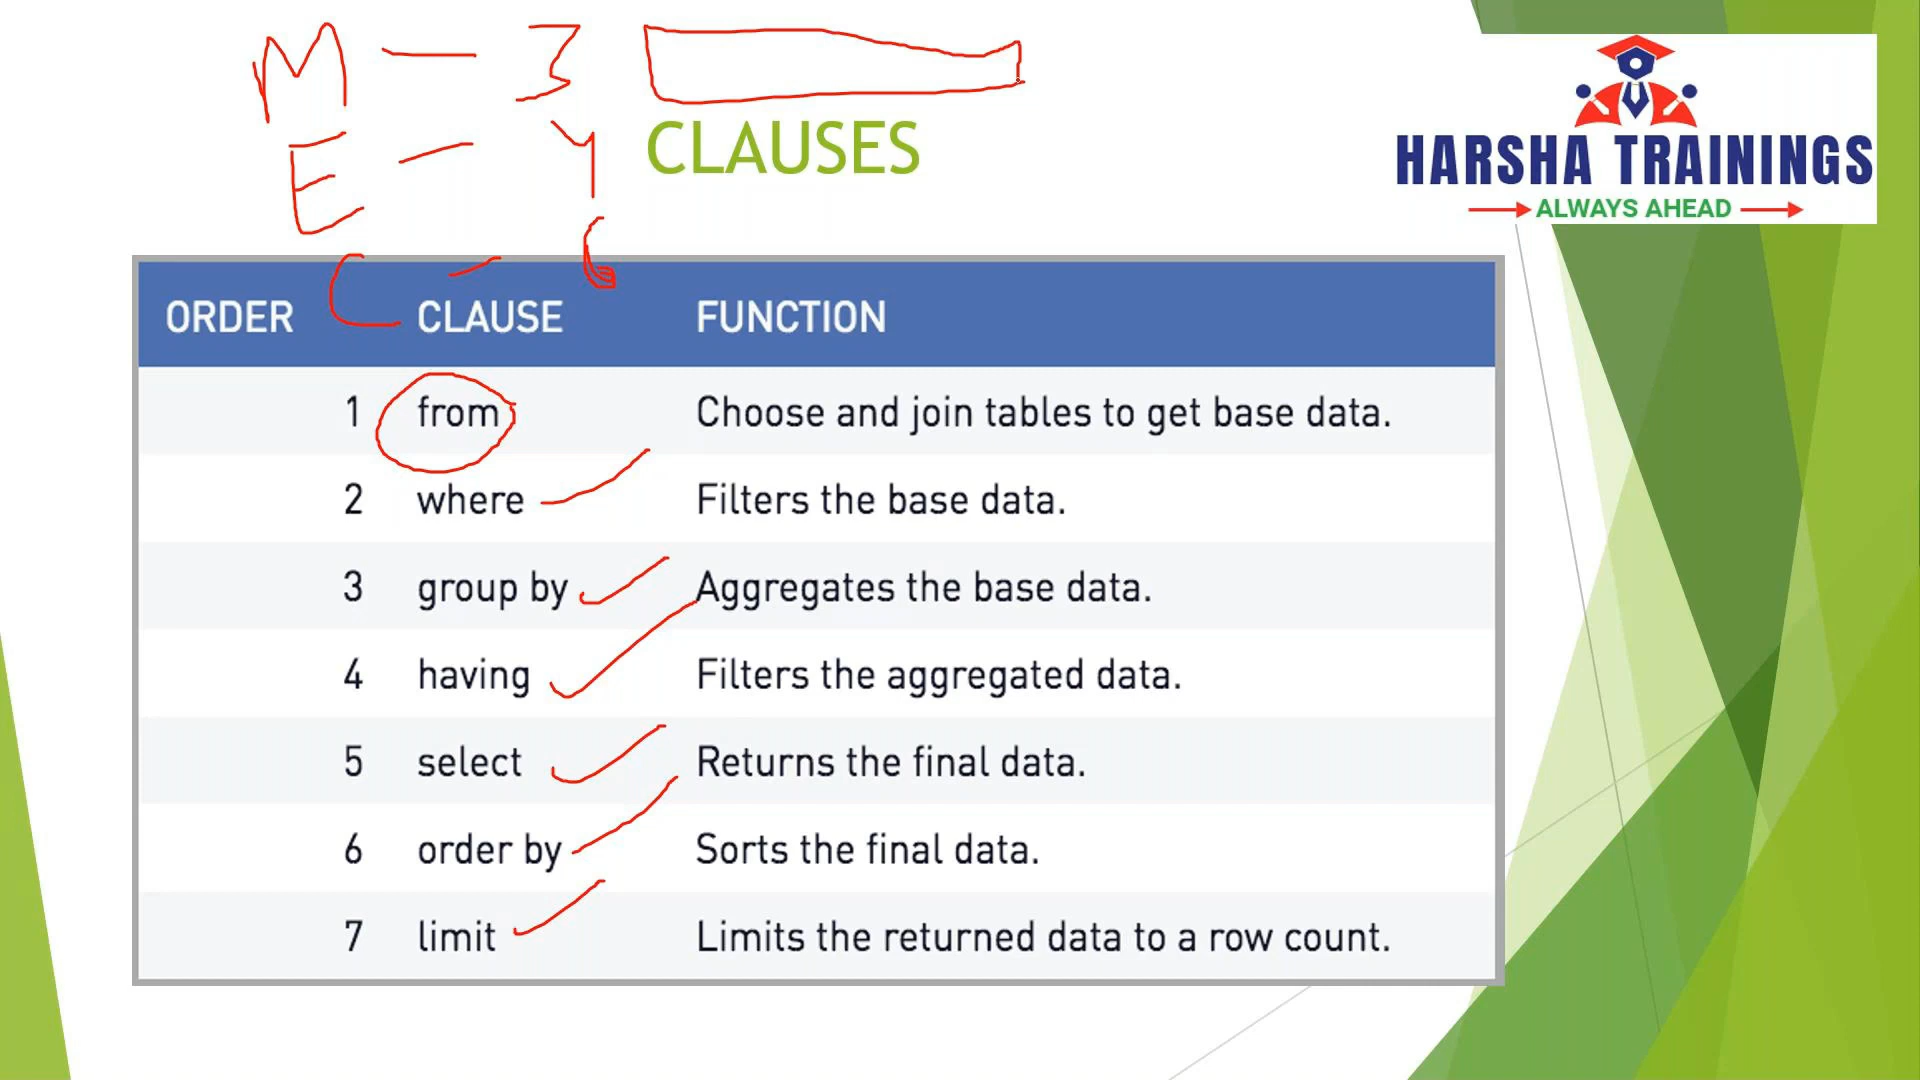 M — 3
CLAUSES
E — 4
C - 6
HARSHA TRAININGS
ALWAYS AHEAD
ORDER CLAUSE FUNCTION
1 from Choose and join tables to get base data.
2 where Filters the base data.
3 group by Aggregates the base data.
4 having Filters the aggregated data.
5 select Returns the final data.
6 order by Sorts the final data.
7 limit Limits the returned data to a row count.